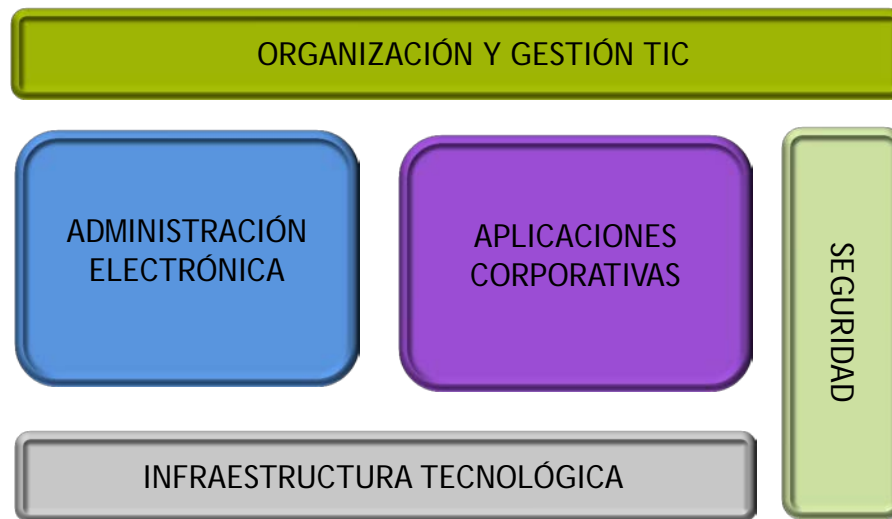 ORGANIZACIÓN Y GESTIÓN TIC
ADMINISTRACIÓN
ELECTRÓNICA
APLICACIONES
CORPORATIVAS
SEGURIDAD
INFRAESTRUCTURA TECNOLÓGICA